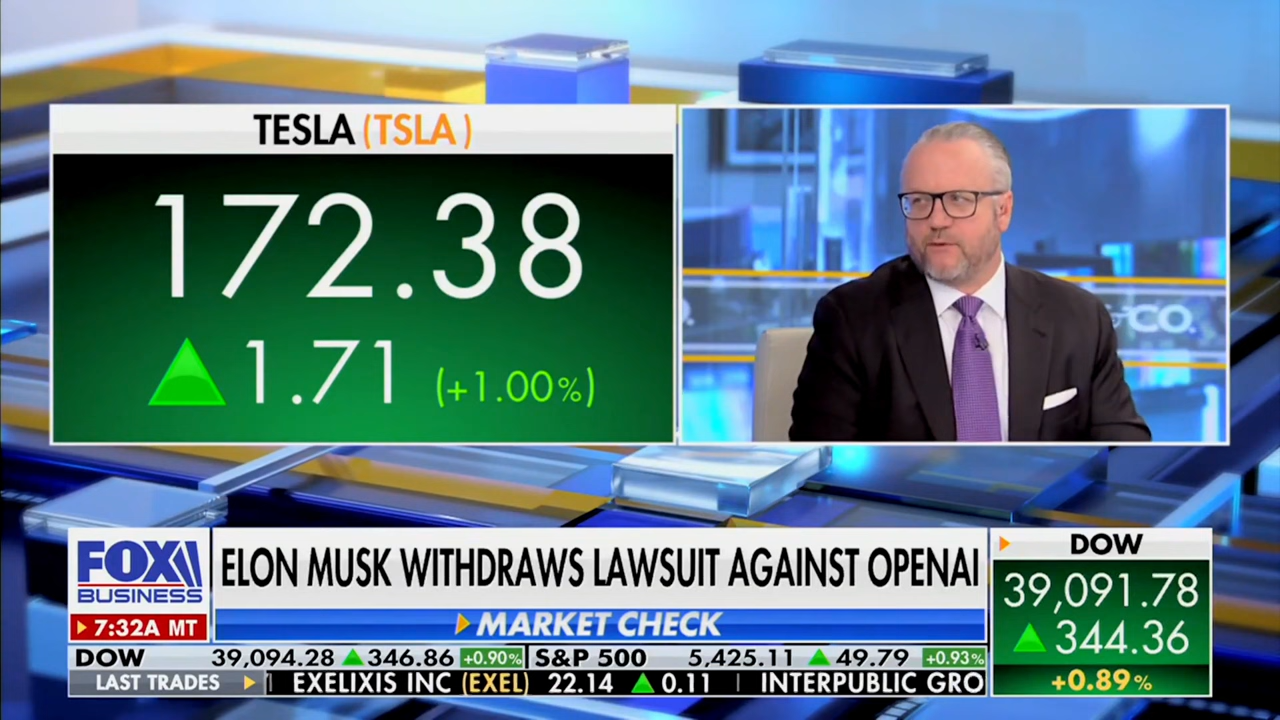 TESLA (TSLA)
172.38
▲ 1.71 (+1.00%)
&CO.
FOX
BUSINESS
7:32A MT
ELON MUSK WITHDRAWS LAWSUIT AGAINST OPENAI
MARKET CHECK
DOW
39,091.78
▲ 344.36
+0.89%
DOW 39,094.28 ▲ 346.86 +0.90% S&P 500 5,425.11 ▲ 49.79 +0.93%
LAST TRADES EXELIXIS INC (EXEL) 22.14 ▲ 0.11 | INTERPUBLIC GRO